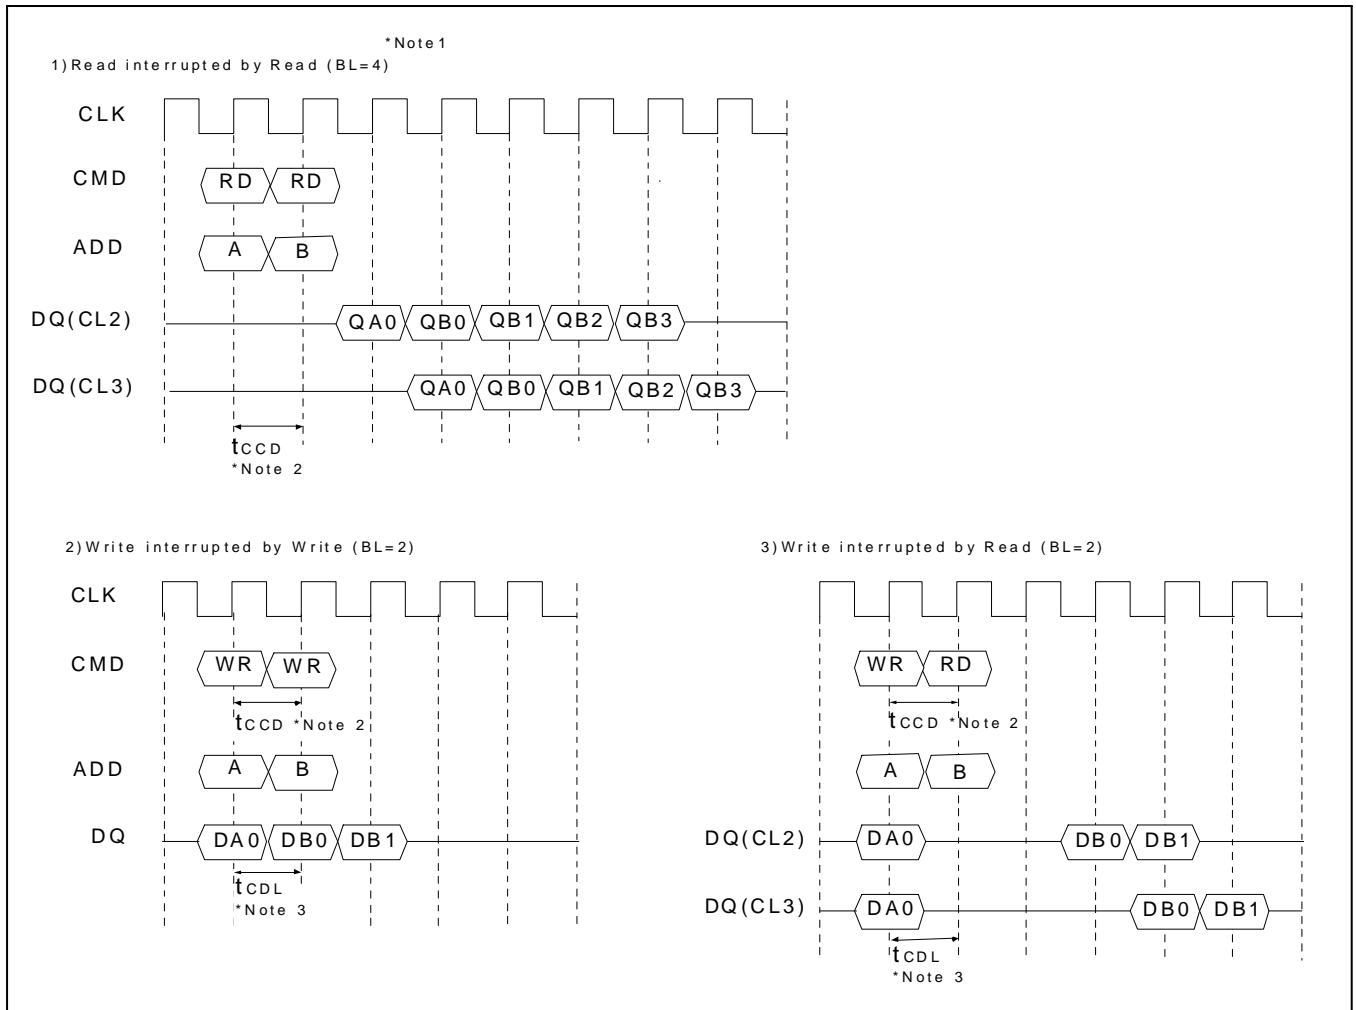 *Note1
1)Read interrupted by Read (BL=4)
CLK
CMD RD RD
ADD A B
DQ(CL2) QA0 QB0 QB1 QB2 QB3
DQ(CL3) QA0 QB0 QB1 QB2 QB3
tCCD
*Note 2
2)Write interrupted by Write (BL=2)
CLK
CMD WR WR
tCCD *Note 2
ADD A B
DQ DA0 DB0 DB1
tCDL
*Note 3
3)Write interrupted by Read (BL=2)
WR RD
tCCD *Note 2
A B
DQ(CL2) DA0 DB0 DB1
DQ(CL3) DA0 DB0 DB1
tCDL
*Note 3